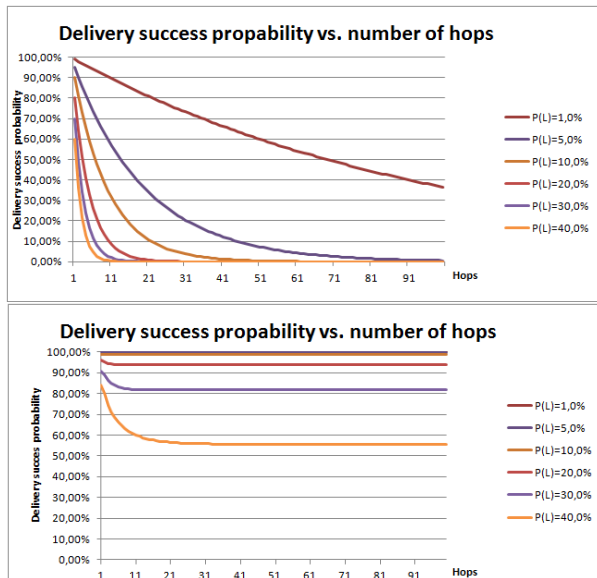 Delivery success propability vs. number of hops
100,00%
90,00%
80,00%
70,00%
60,00%
50,00%
40,00%
30,00%
20,00%
10,00%
0,00%
Delivery success probability
1 11 21 31 41 51 61 71 81 91
Hops
P(L)=1,0%
P(L)=5,0%
P(L)=10,0%
P(L)=20,0%
P(L)=30,0%
P(L)=40,0%
Delivery success propability vs. number of hops
100,00%
90,00%
80,00%
70,00%
60,00%
50,00%
40,00%
30,00%
20,00%
10,00%
0,00%
Delivery succes probability
1 11 21 31 41 51 61 71 81 91
Hops
P(L)=1,0%
P(L)=5,0%
P(L)=10,0%
P(L)=20,0%
P(L)=30,0%
P(L)=40,0%